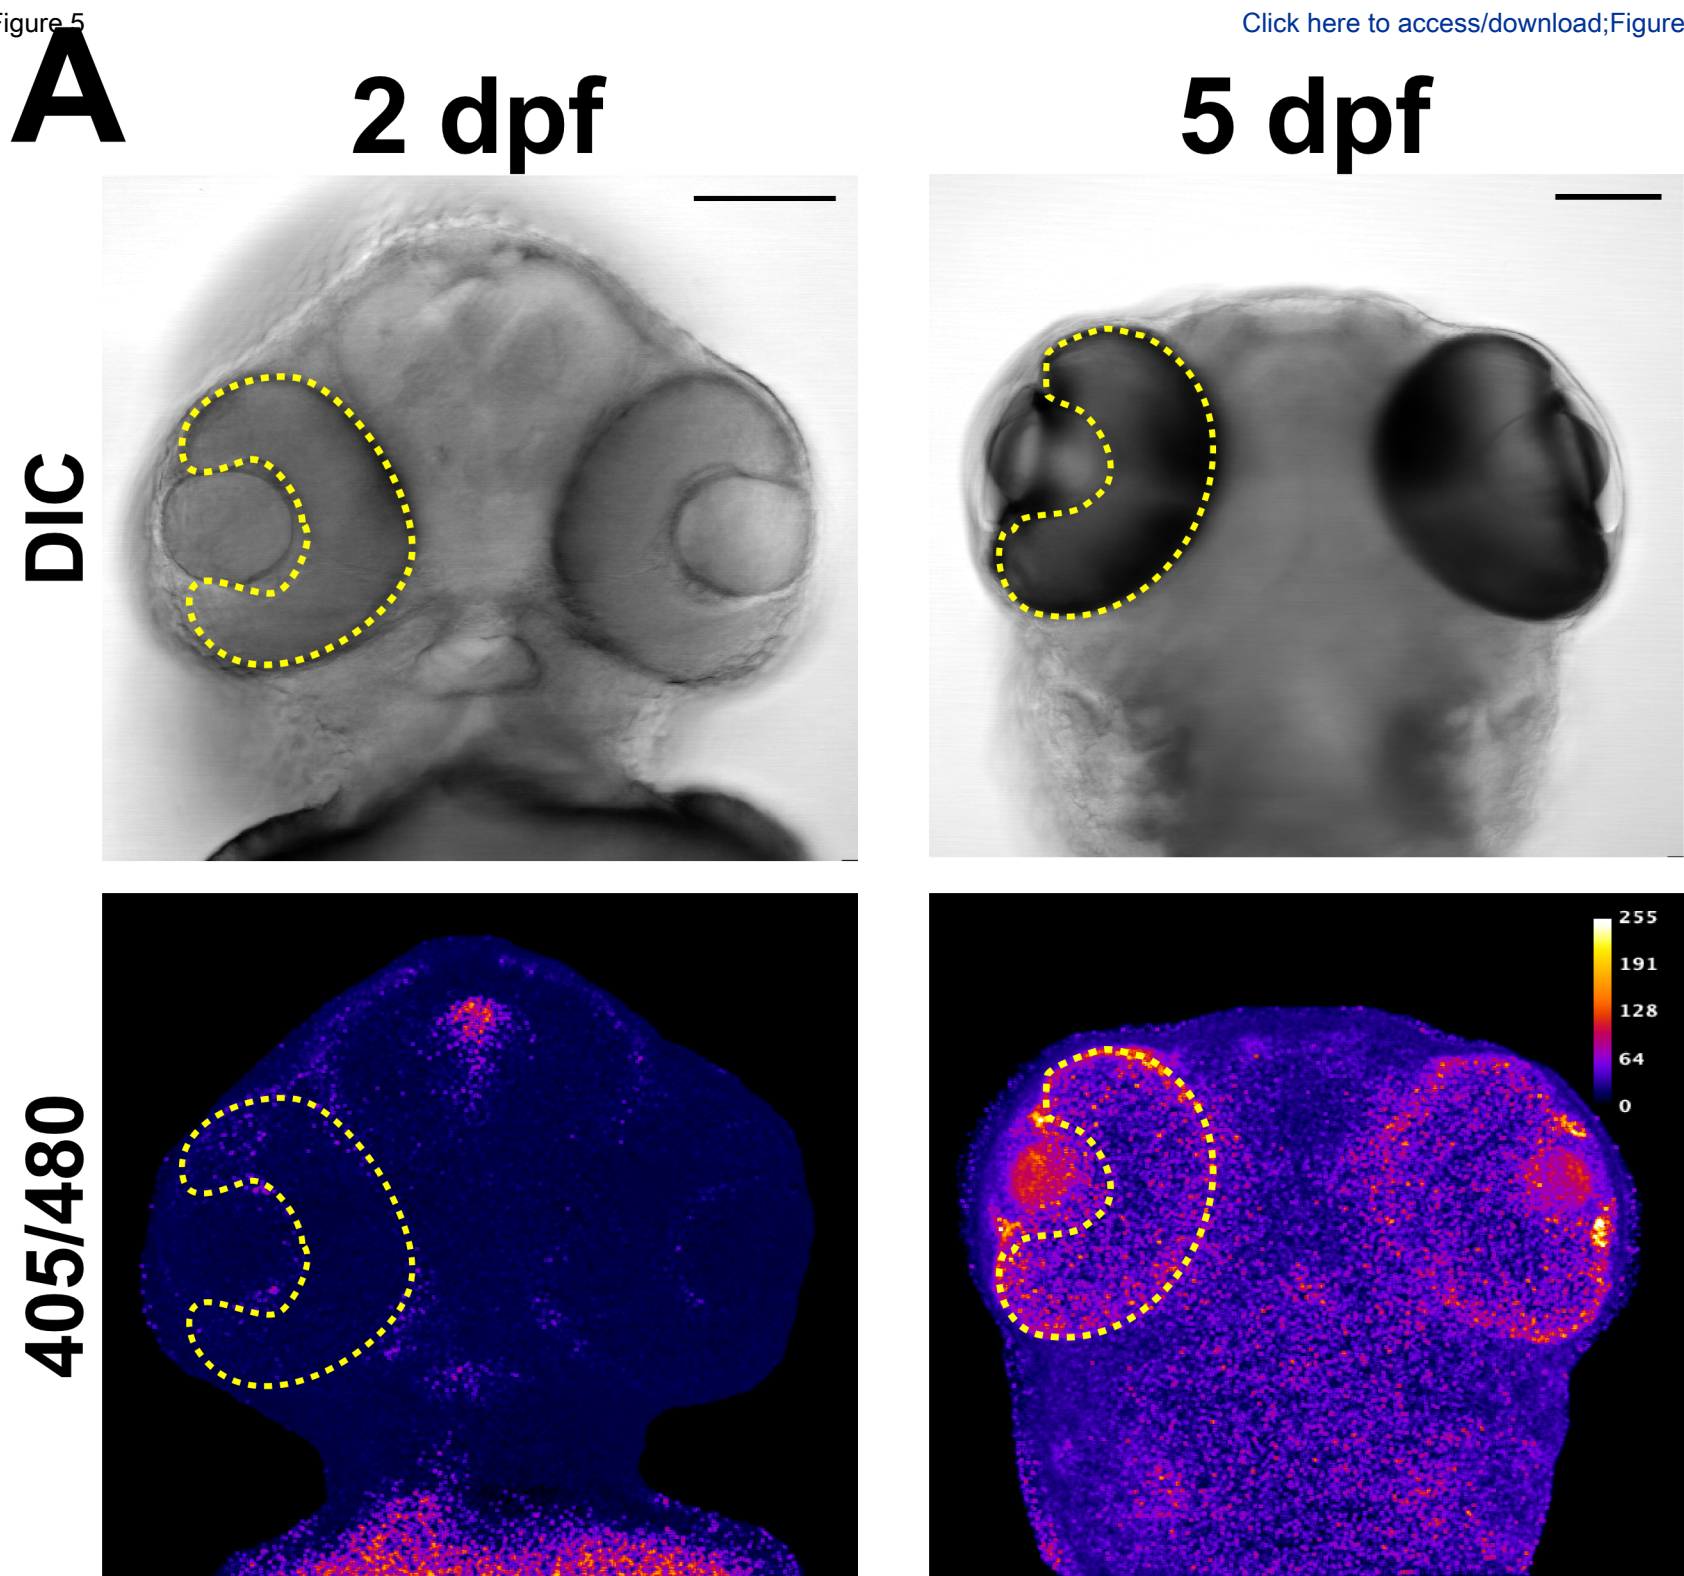 Figure 5
Click here to access/download;Figure
A
2 dpf
5 dpf
DIC
405/480
255
191
128
64
0